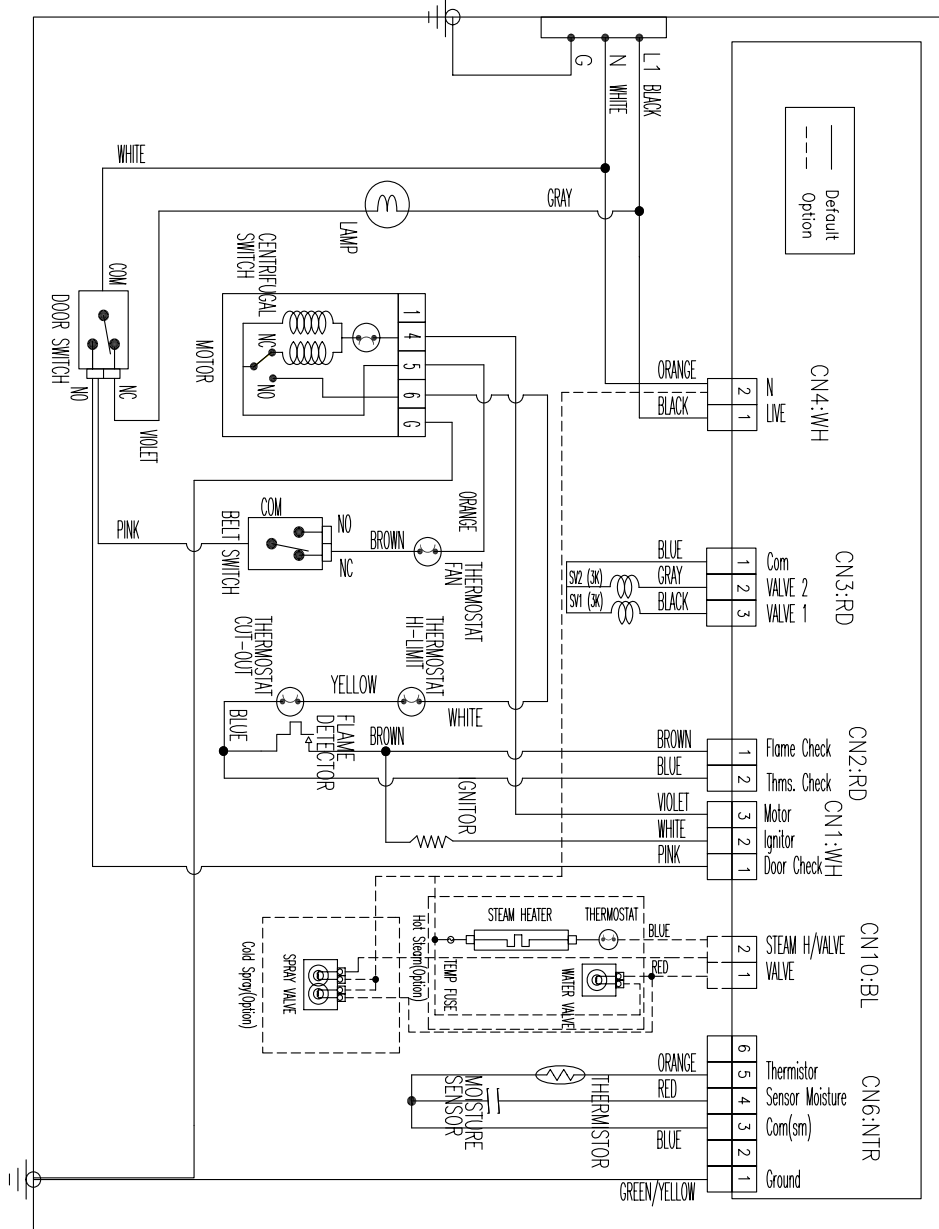 L1 BLACK
N WHITE
G
Default
Option
WHITE
GRAY
LAMP
COM
DOOR SWITCH
NC
NO
VIOLET
CENTRIFUGAL
SWITCH
NC
NO
MOTOR
1
4
5
6
G
ORANGE
BLACK
2 N
1 LIVE
CN4:WH
PINK
COM
BELT SWITCH
NO
NC
BROWN
ORANGE
THERMOSTAT
FAN
BLUE
GRAY
BLACK
SV2 (3K)
SV1 (3K)
1 Com
2 VALVE 2
3 VALVE 1
CN3:RD
THERMOSTAT
HI-LIMIT
THERMOSTAT
CUT-OUT
YELLOW
WHITE
BLUE
FLAME
DETECTOR
BROWN
GNITOR
BROWN
BLUE
1 Flame Check
2 Thms. Check
CN2:RD
VIOLET
WHITE
PINK
3 Motor
2 Ignitor
1 Door Check
CN1:WH
STEAM HEATER
THERMOSTAT
BLUE
RED
TEMP FUSE
WATER VALVE
Hot Steam(Option)
SPRAY VALVE
Cold Spray(Option)
2 STEAM H/VALVE
1 VALVE
CN10:BL
ORANGE
RED
BLUE
THERMISTOR
MOISTURE
SENSOR
6
5 Thermistor
4 Sensor Moisture
3 Com(sm)
2
1 Ground
CN6:NTR
GREEN/YELLOW